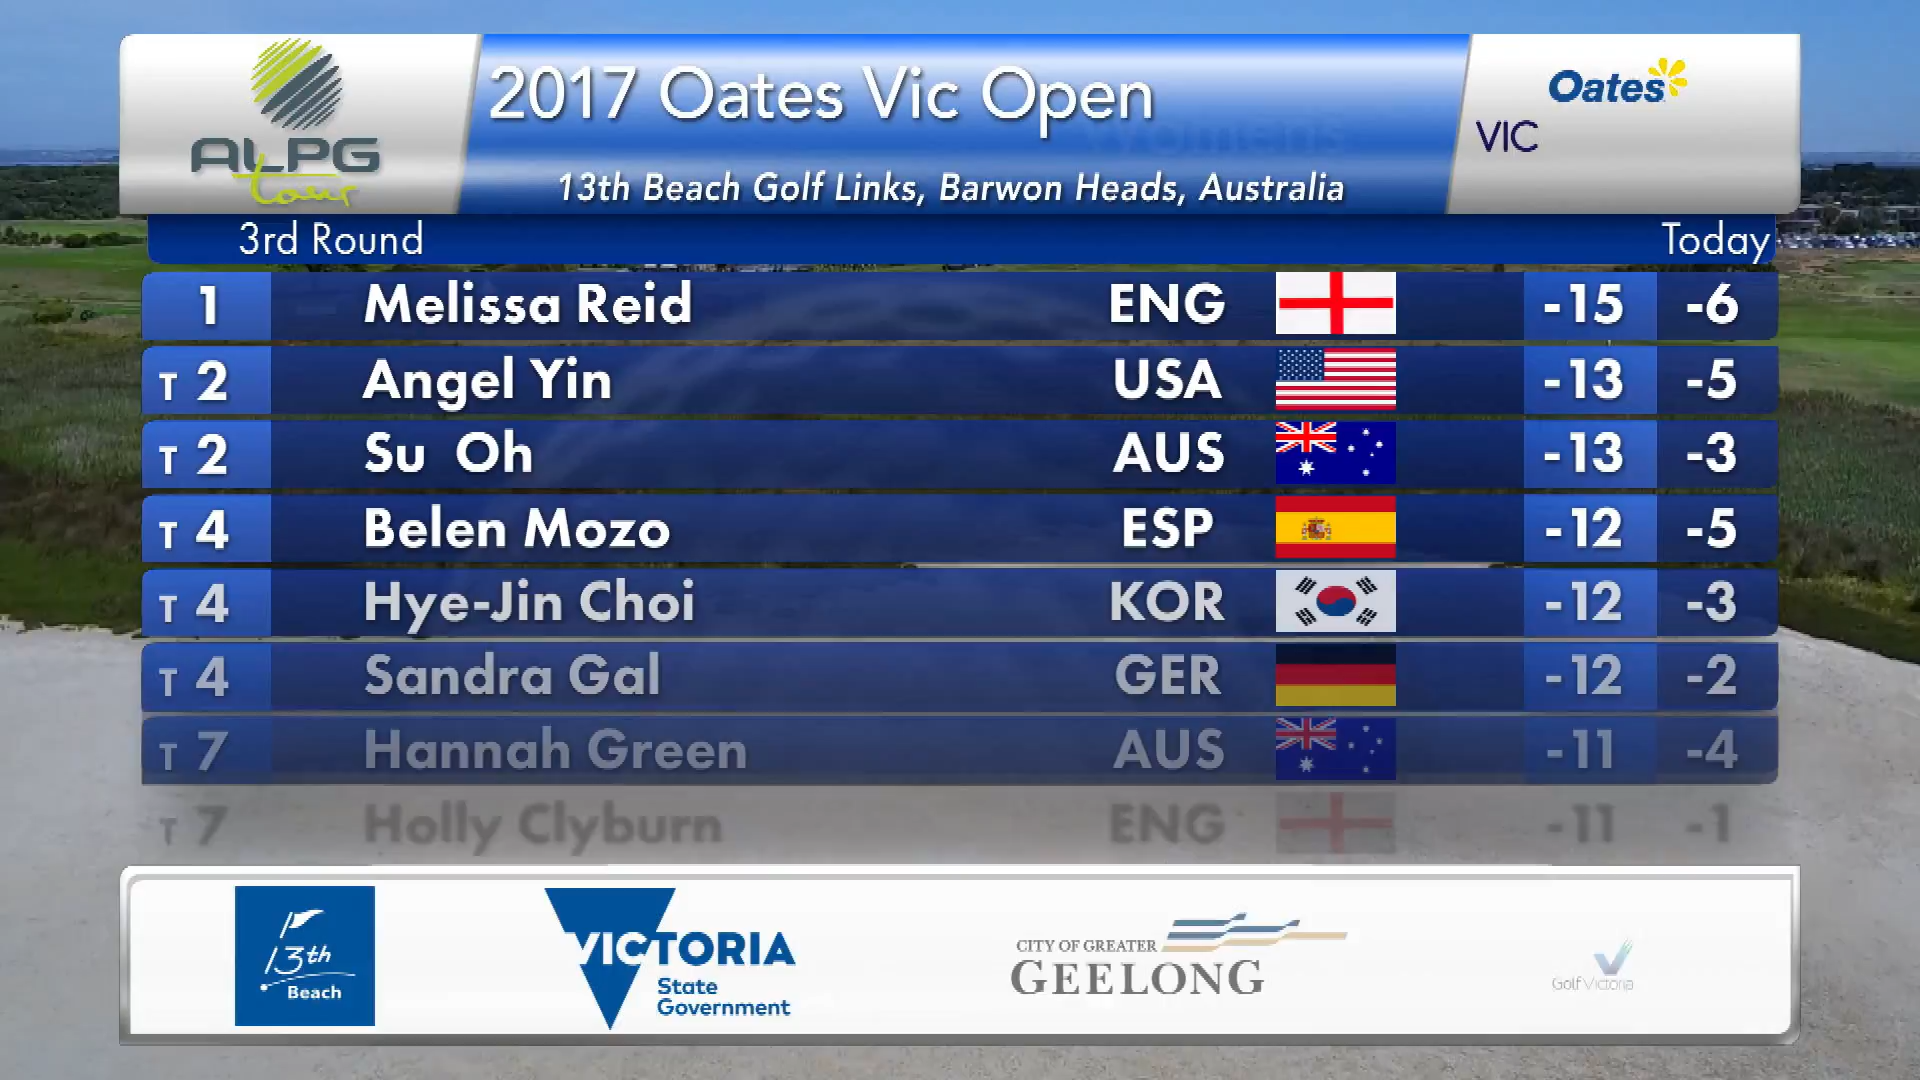 ALPG
tour
2017 Oates Vic Open
13th Beach Golf Links, Barwon Heads, Australia
Oates
VIC
3rd Round Today
1 Melissa Reid ENG -15 -6
T 2 Angel Yin USA -13 -5
T 2 Su Oh AUS -13 -3
T 4 Belen Mozo ESP -12 -5
T 4 Hye-Jin Choi KOR -12 -3
T 4 Sandra Gal GER -12 -2
T 7 Hannah Green AUS -11 -4
T 7 Holly Clyburn ENG -11 -1
13th
Beach
VICTORIA
State
Government
CITY OF GREATER
GEELONG
Golf Victoria